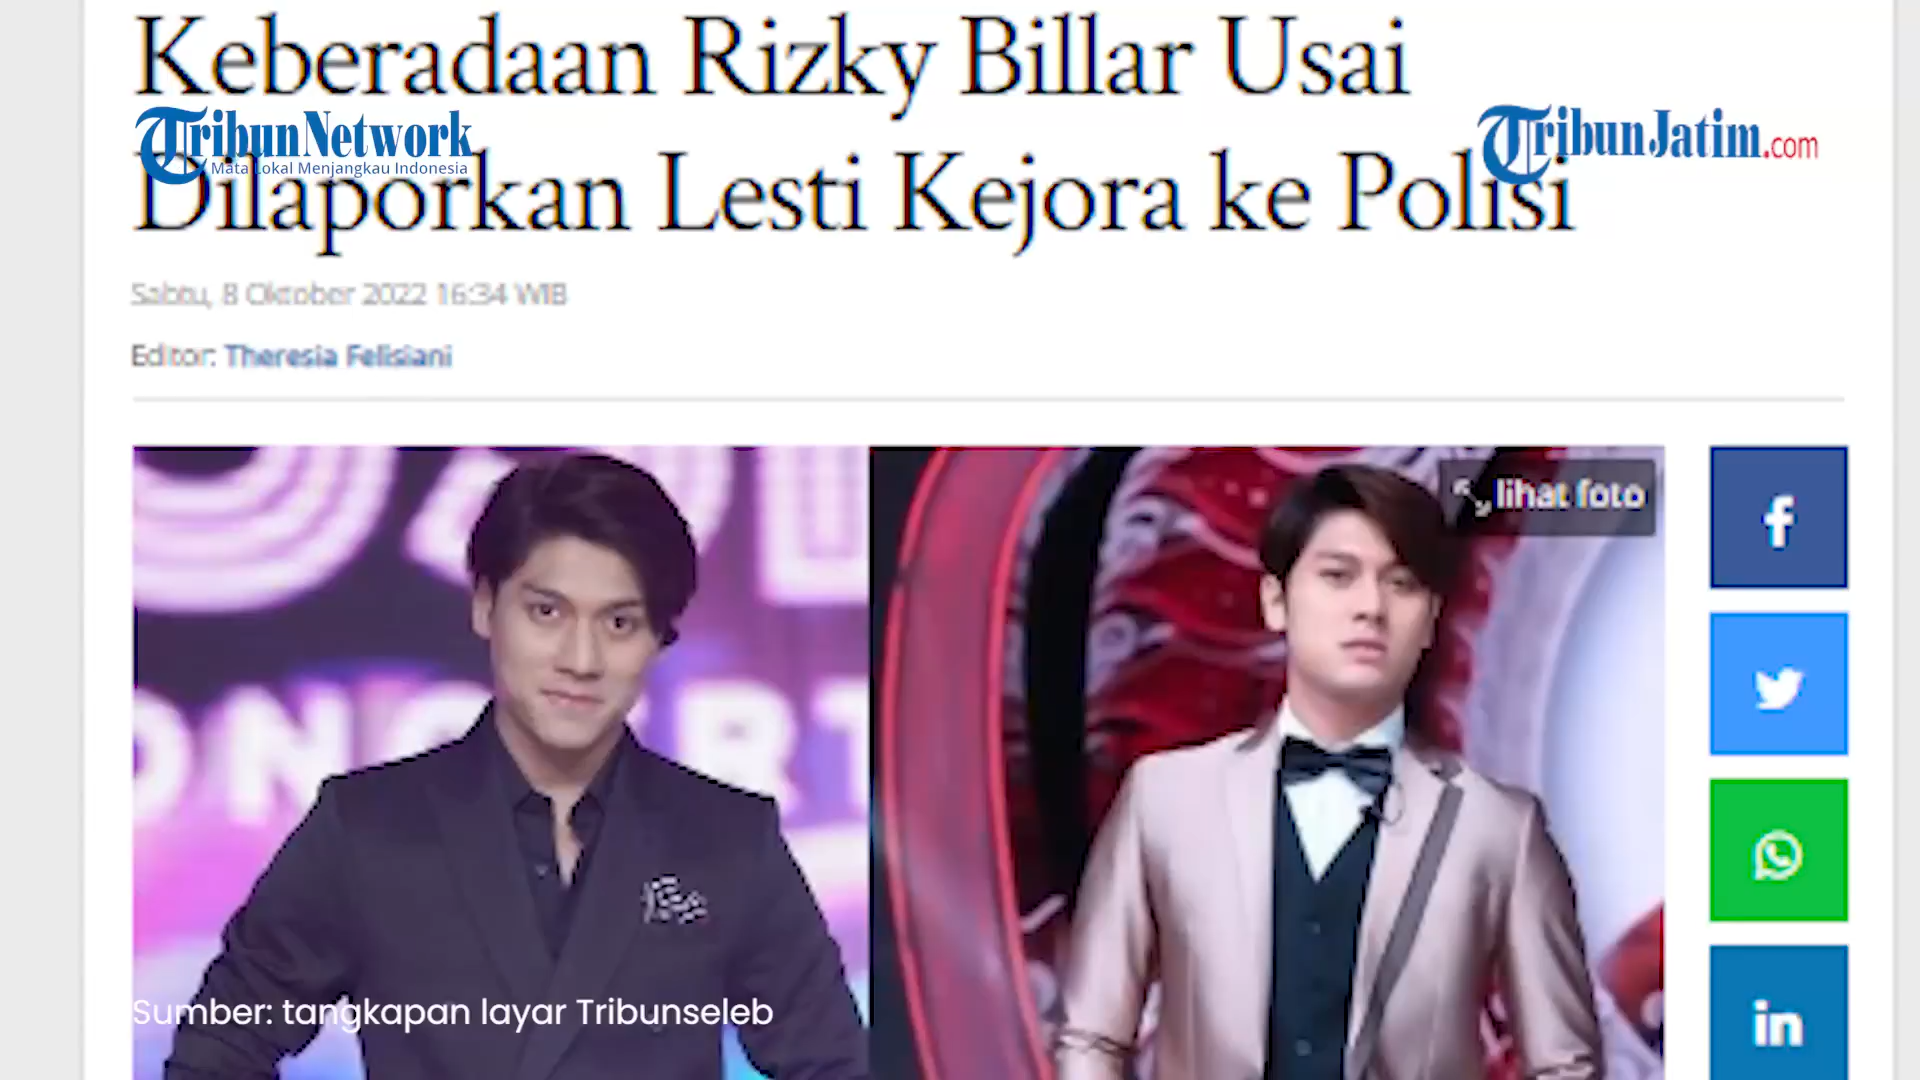 Keberadaan Rizky Billar Usai
TribunNetwork
Mata Lokal Menjangkau Indonesia
TribunJatim.com
Dilaporkan Lesti Kejora ke Polisi
Sabtu, 8 Oktober 2022 16:34 WIB
Editor: Theresia Felisiani
lihat foto
f
in
Sumber: tangkapan layar Tribunseleb